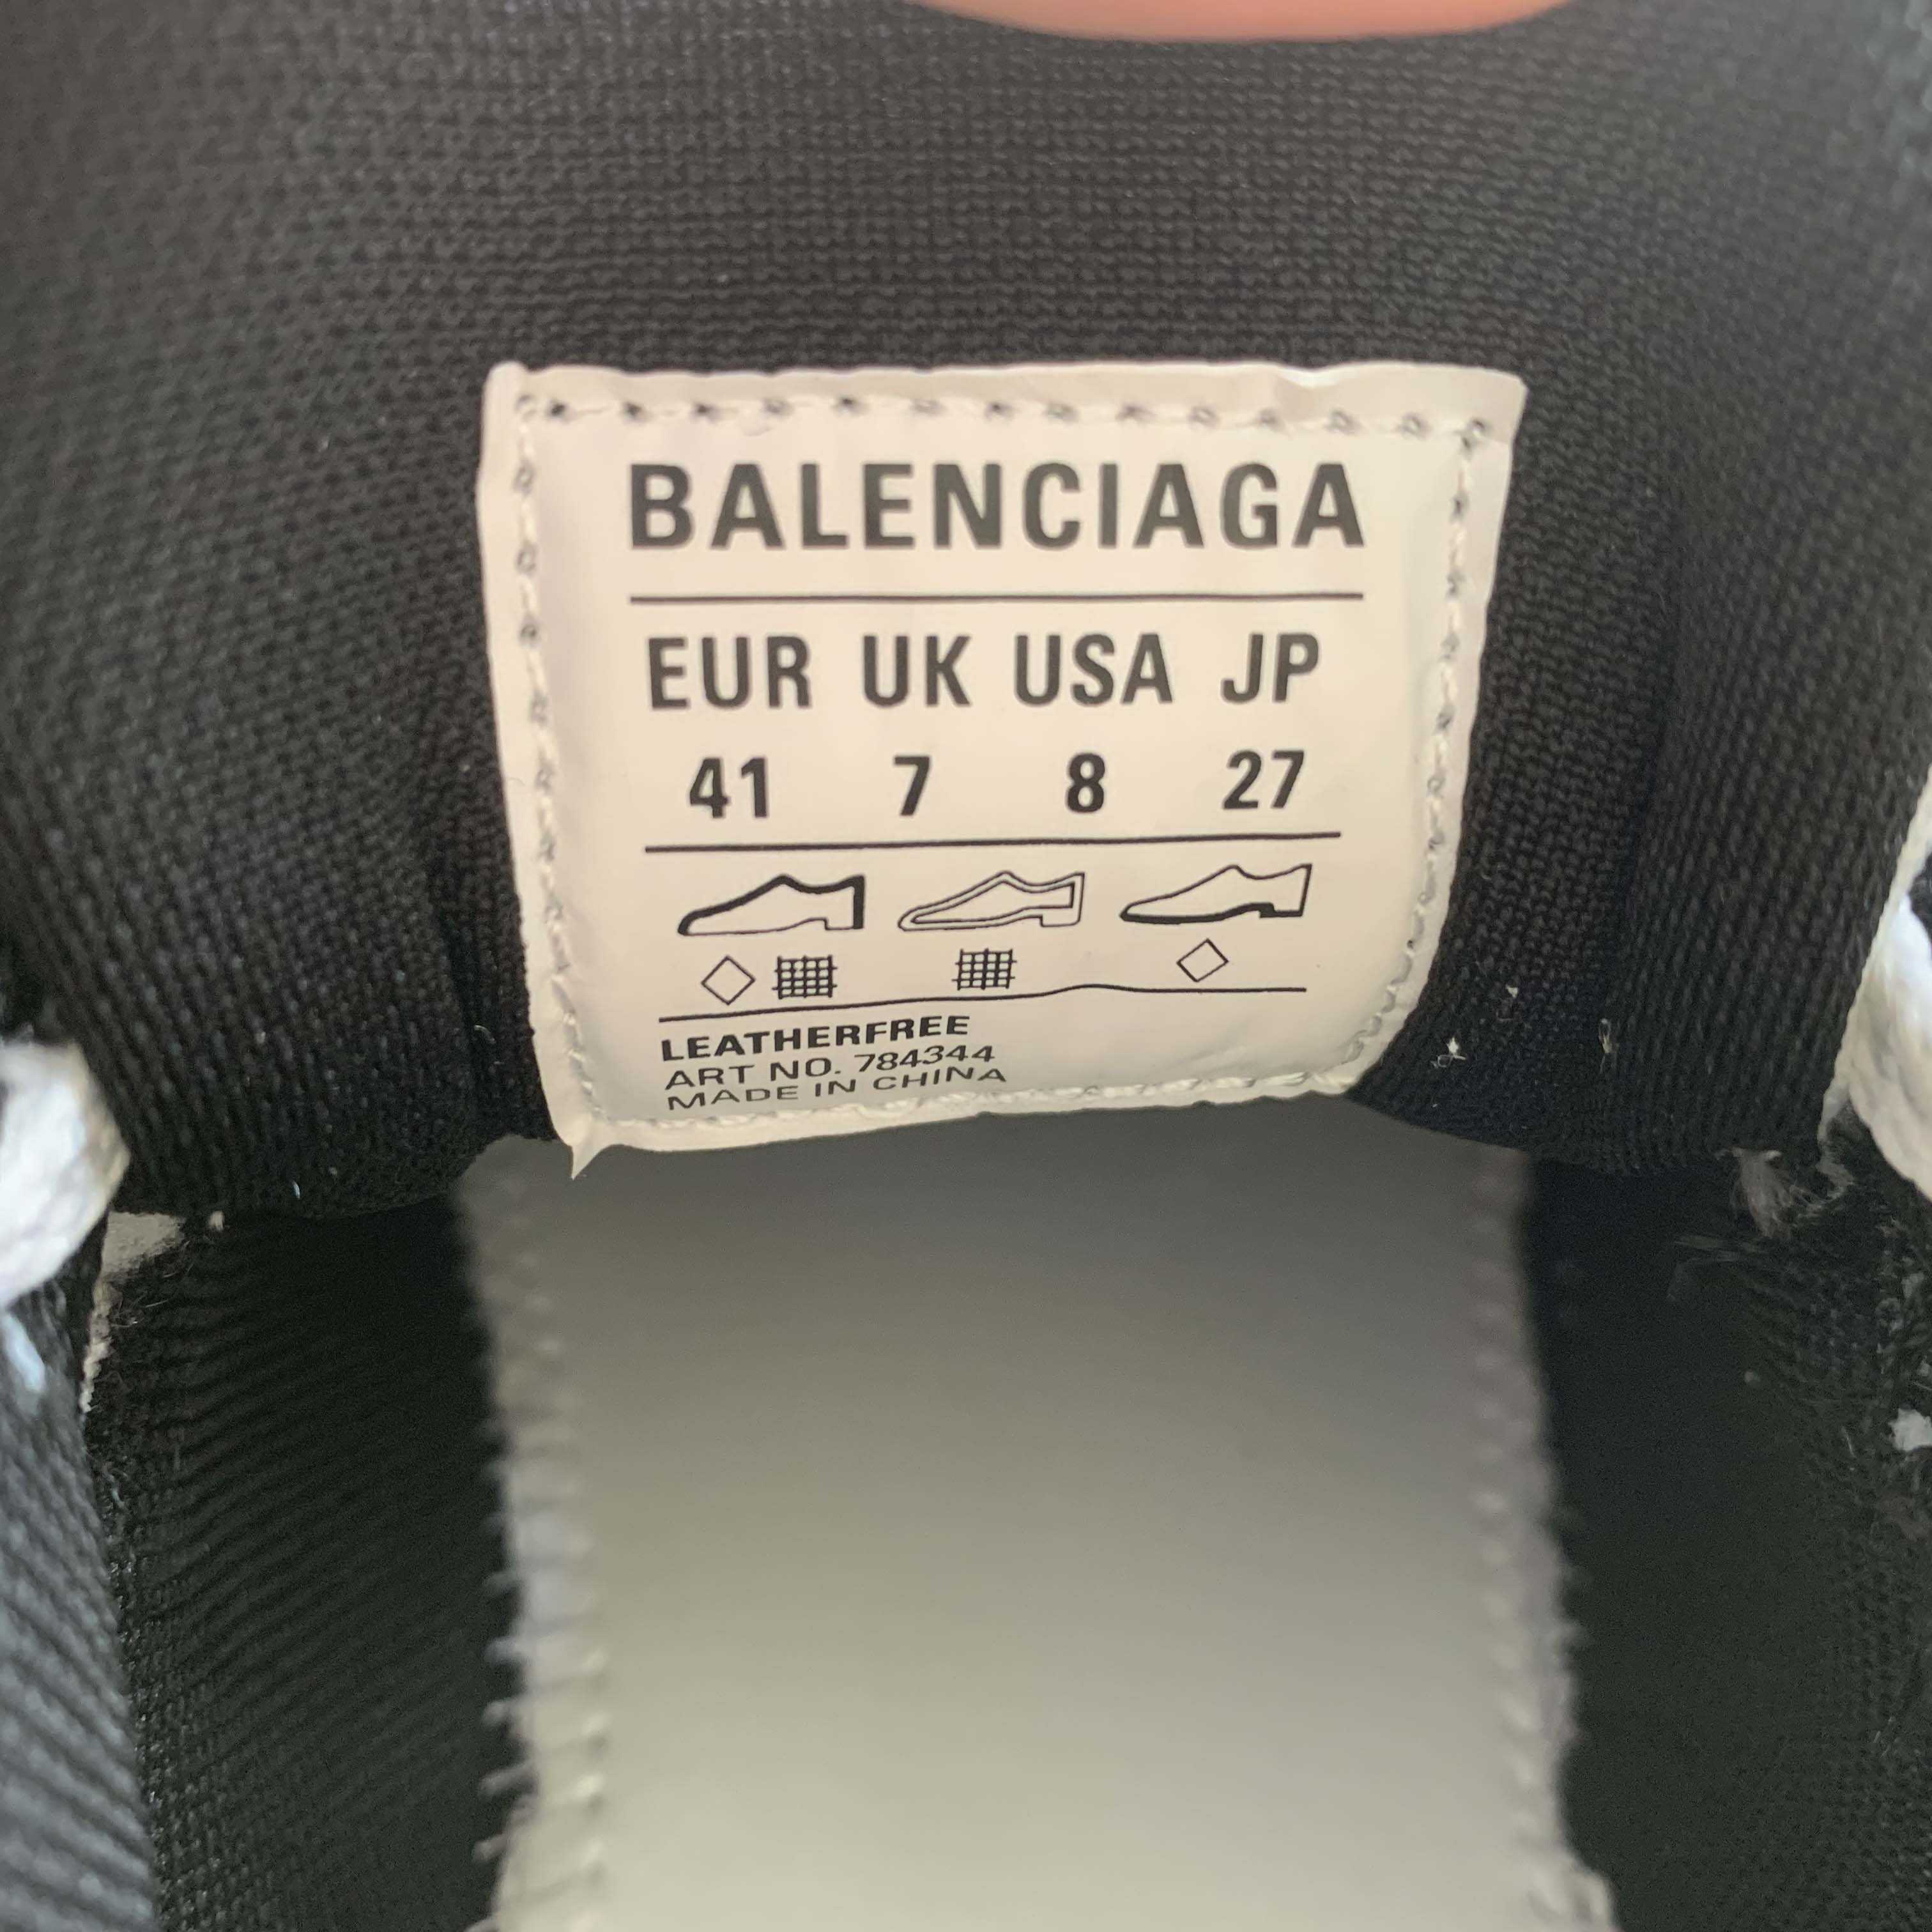 BALENCIAGA
EUR UK USA JP
41 7 8 27
LEATHERFREE
ART NO. 784344
MADE IN CHINA